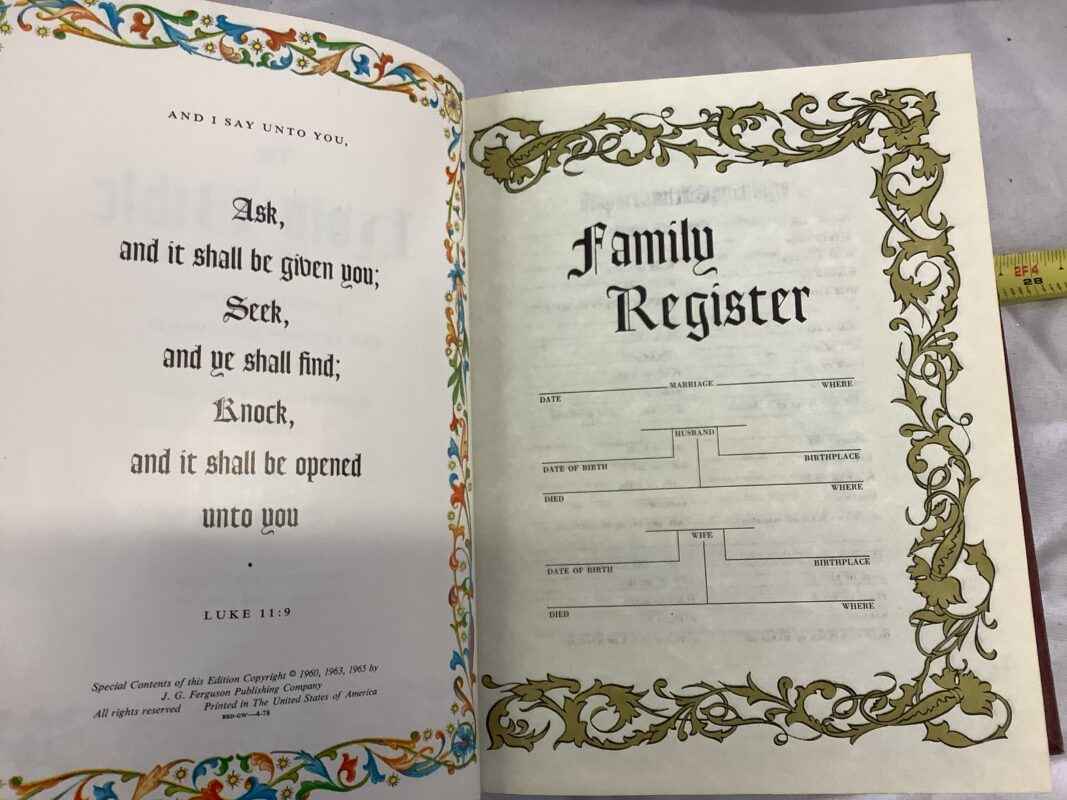 AND I SAY UNTO YOU,
Ask,
and it shall be given you;
Seek,
and ye shall find;
Knock,
and it shall be opened
unto you
LUKE 11:9
Special Contents of this Edition Copyright © 1960, 1963, 1965 by
J. G. Ferguson Publishing Company
All rights reserved Printed in The United States of America
Family
Register
MARRIAGE
DATE WHERE
HUSBAND
DATE OF BIRTH BIRTHPLACE
DIED WHERE
WIFE
DATE OF BIRTH BIRTHPLACE
DIED WHERE
2F4
28